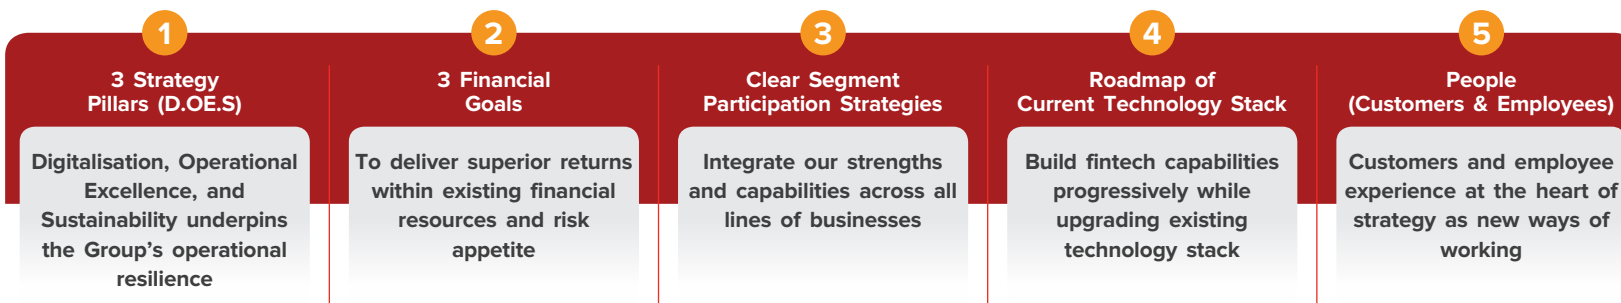 1
3 Strategy
Pillars (D.OE.S)
Digitalisation, Operational
Excellence, and
Sustainability underpins
the Group's operational
resilience
2
3 Financial
Goals
To deliver superior returns
within existing financial
resources and risk
appetite
3
Clear Segment
Participation Strategies
Integrate our strengths
and capabilities across all
lines of businesses
4
Roadmap of
Current Technology Stack
Build fintech capabilities
progressively while
upgrading existing
technology stack
5
People
(Customers & Employees)
Customers and employee
experience at the heart of
strategy as new ways of
working